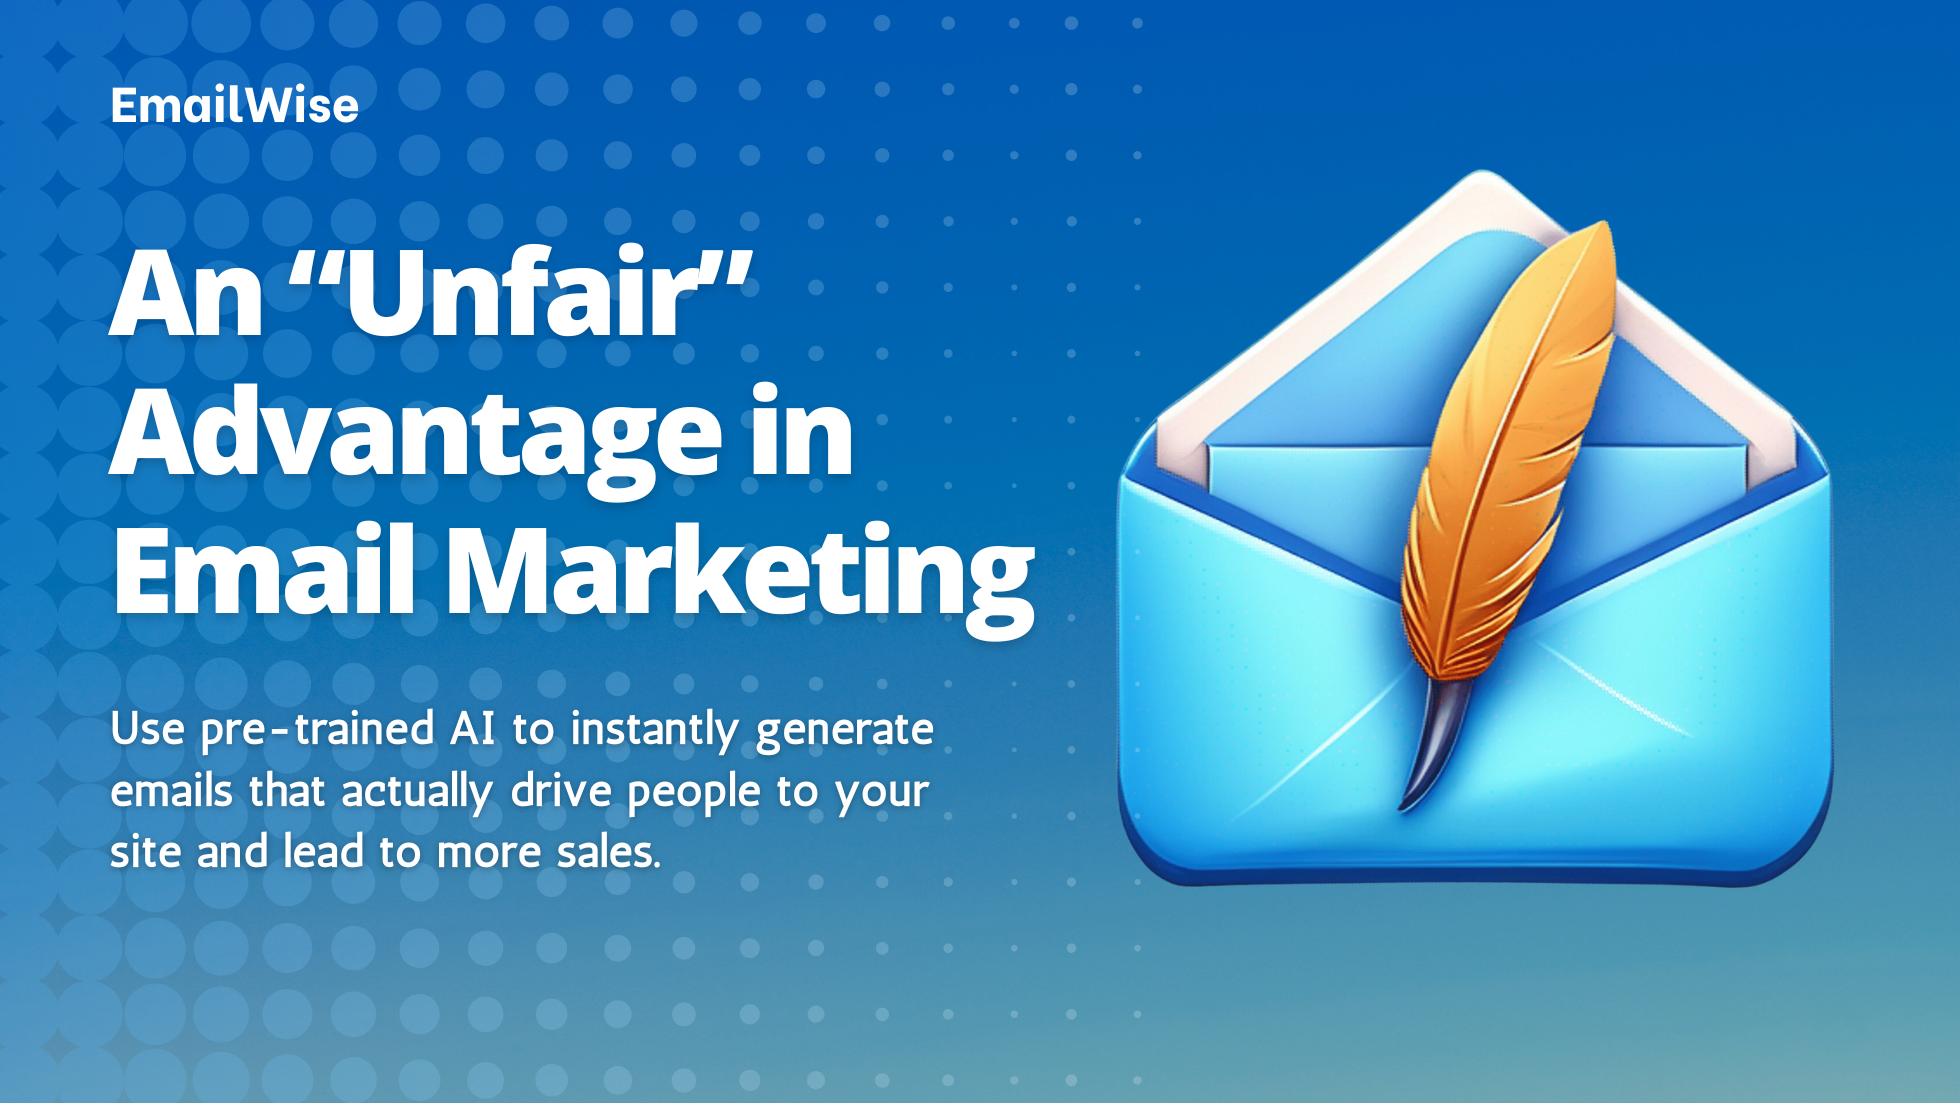 EmailWise
An “Unfair”
Advantage in
Email Marketing
Use pre-trained AI to instantly generate
emails that actually drive people to your
site and lead to more sales.